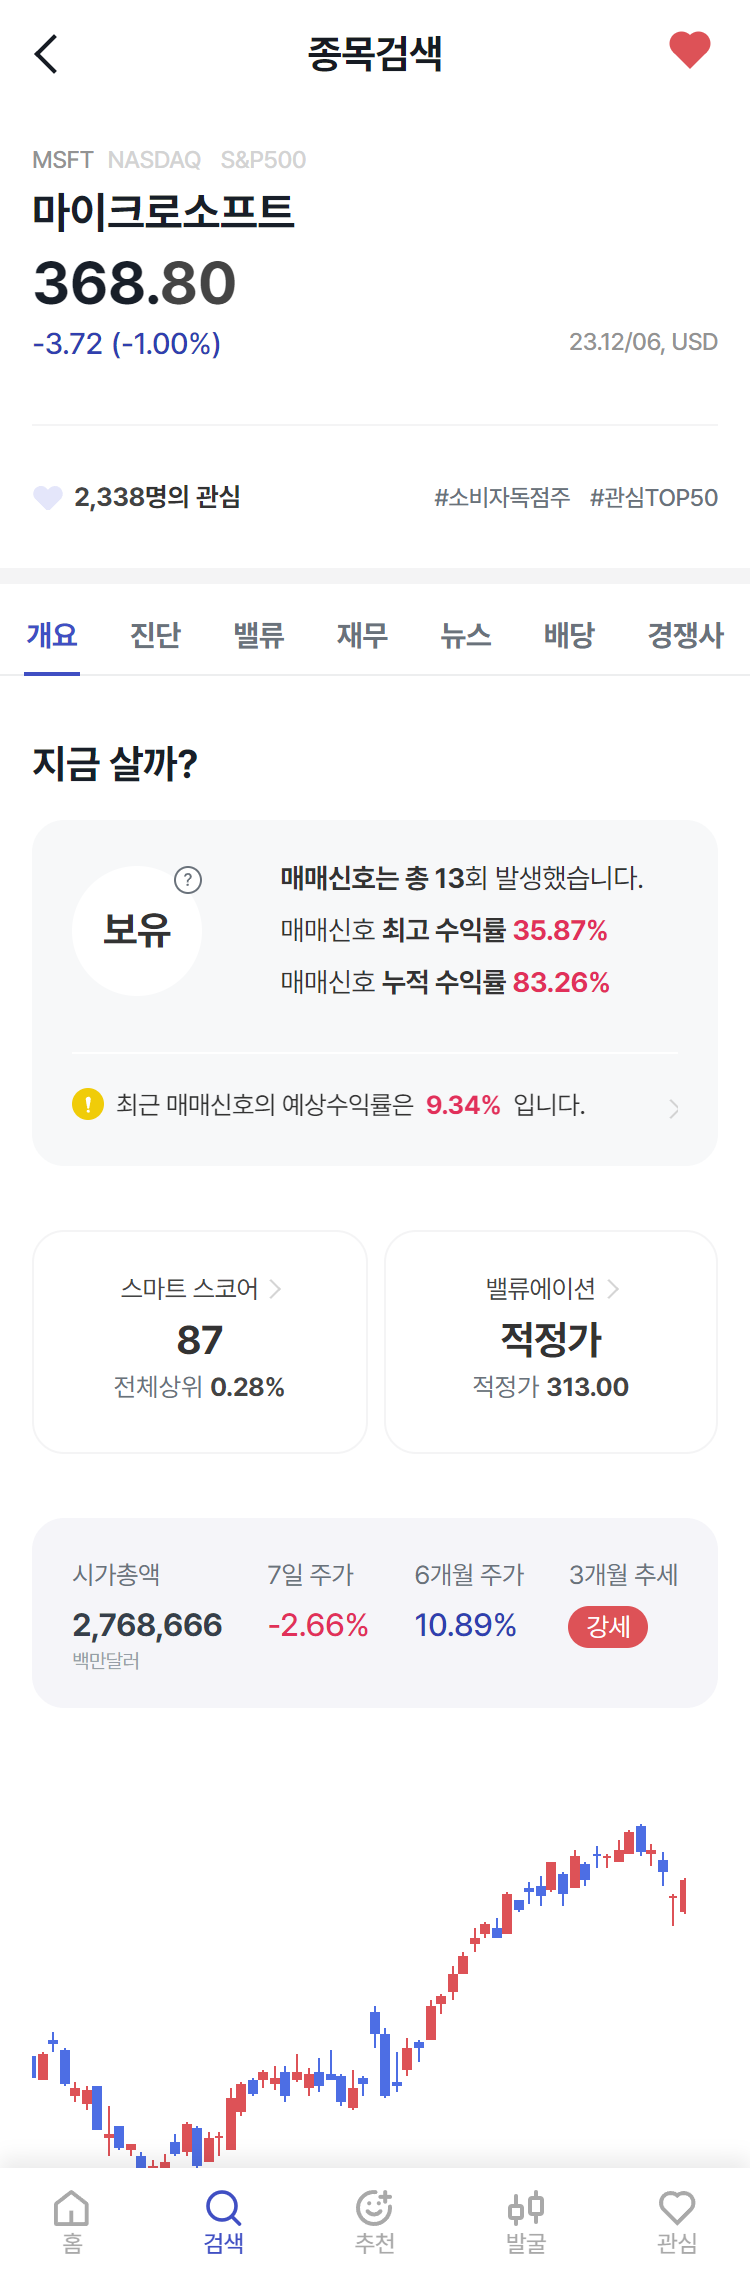 종목검색
MSFT NASDAQ S&P500
마이크로소프트
368.80
-3.72 (-1.00%) 23.12/06, USD
2,338명의 관심 #소비자독점주 #관심TOP50
개요 진단 밸류 재무 뉴스 배당 경쟁사
지금 살까?
보유 ?
매매신호는 총 13회 발생했습니다.
매매신호 최고 수익률 35.87%
매매신호 누적 수익률 83.26%
최근 매매신호의 예상수익률은 9.34% 입니다.
스마트 스코어
87
전체상위 0.28%
밸류에이션
적정가
적정가 313.00
시가총액 7일 주가 6개월 주가 3개월 추세
2,768,666 -2.66% 10.89% 강세
백만달러
홈 검색 추천 발굴 관심